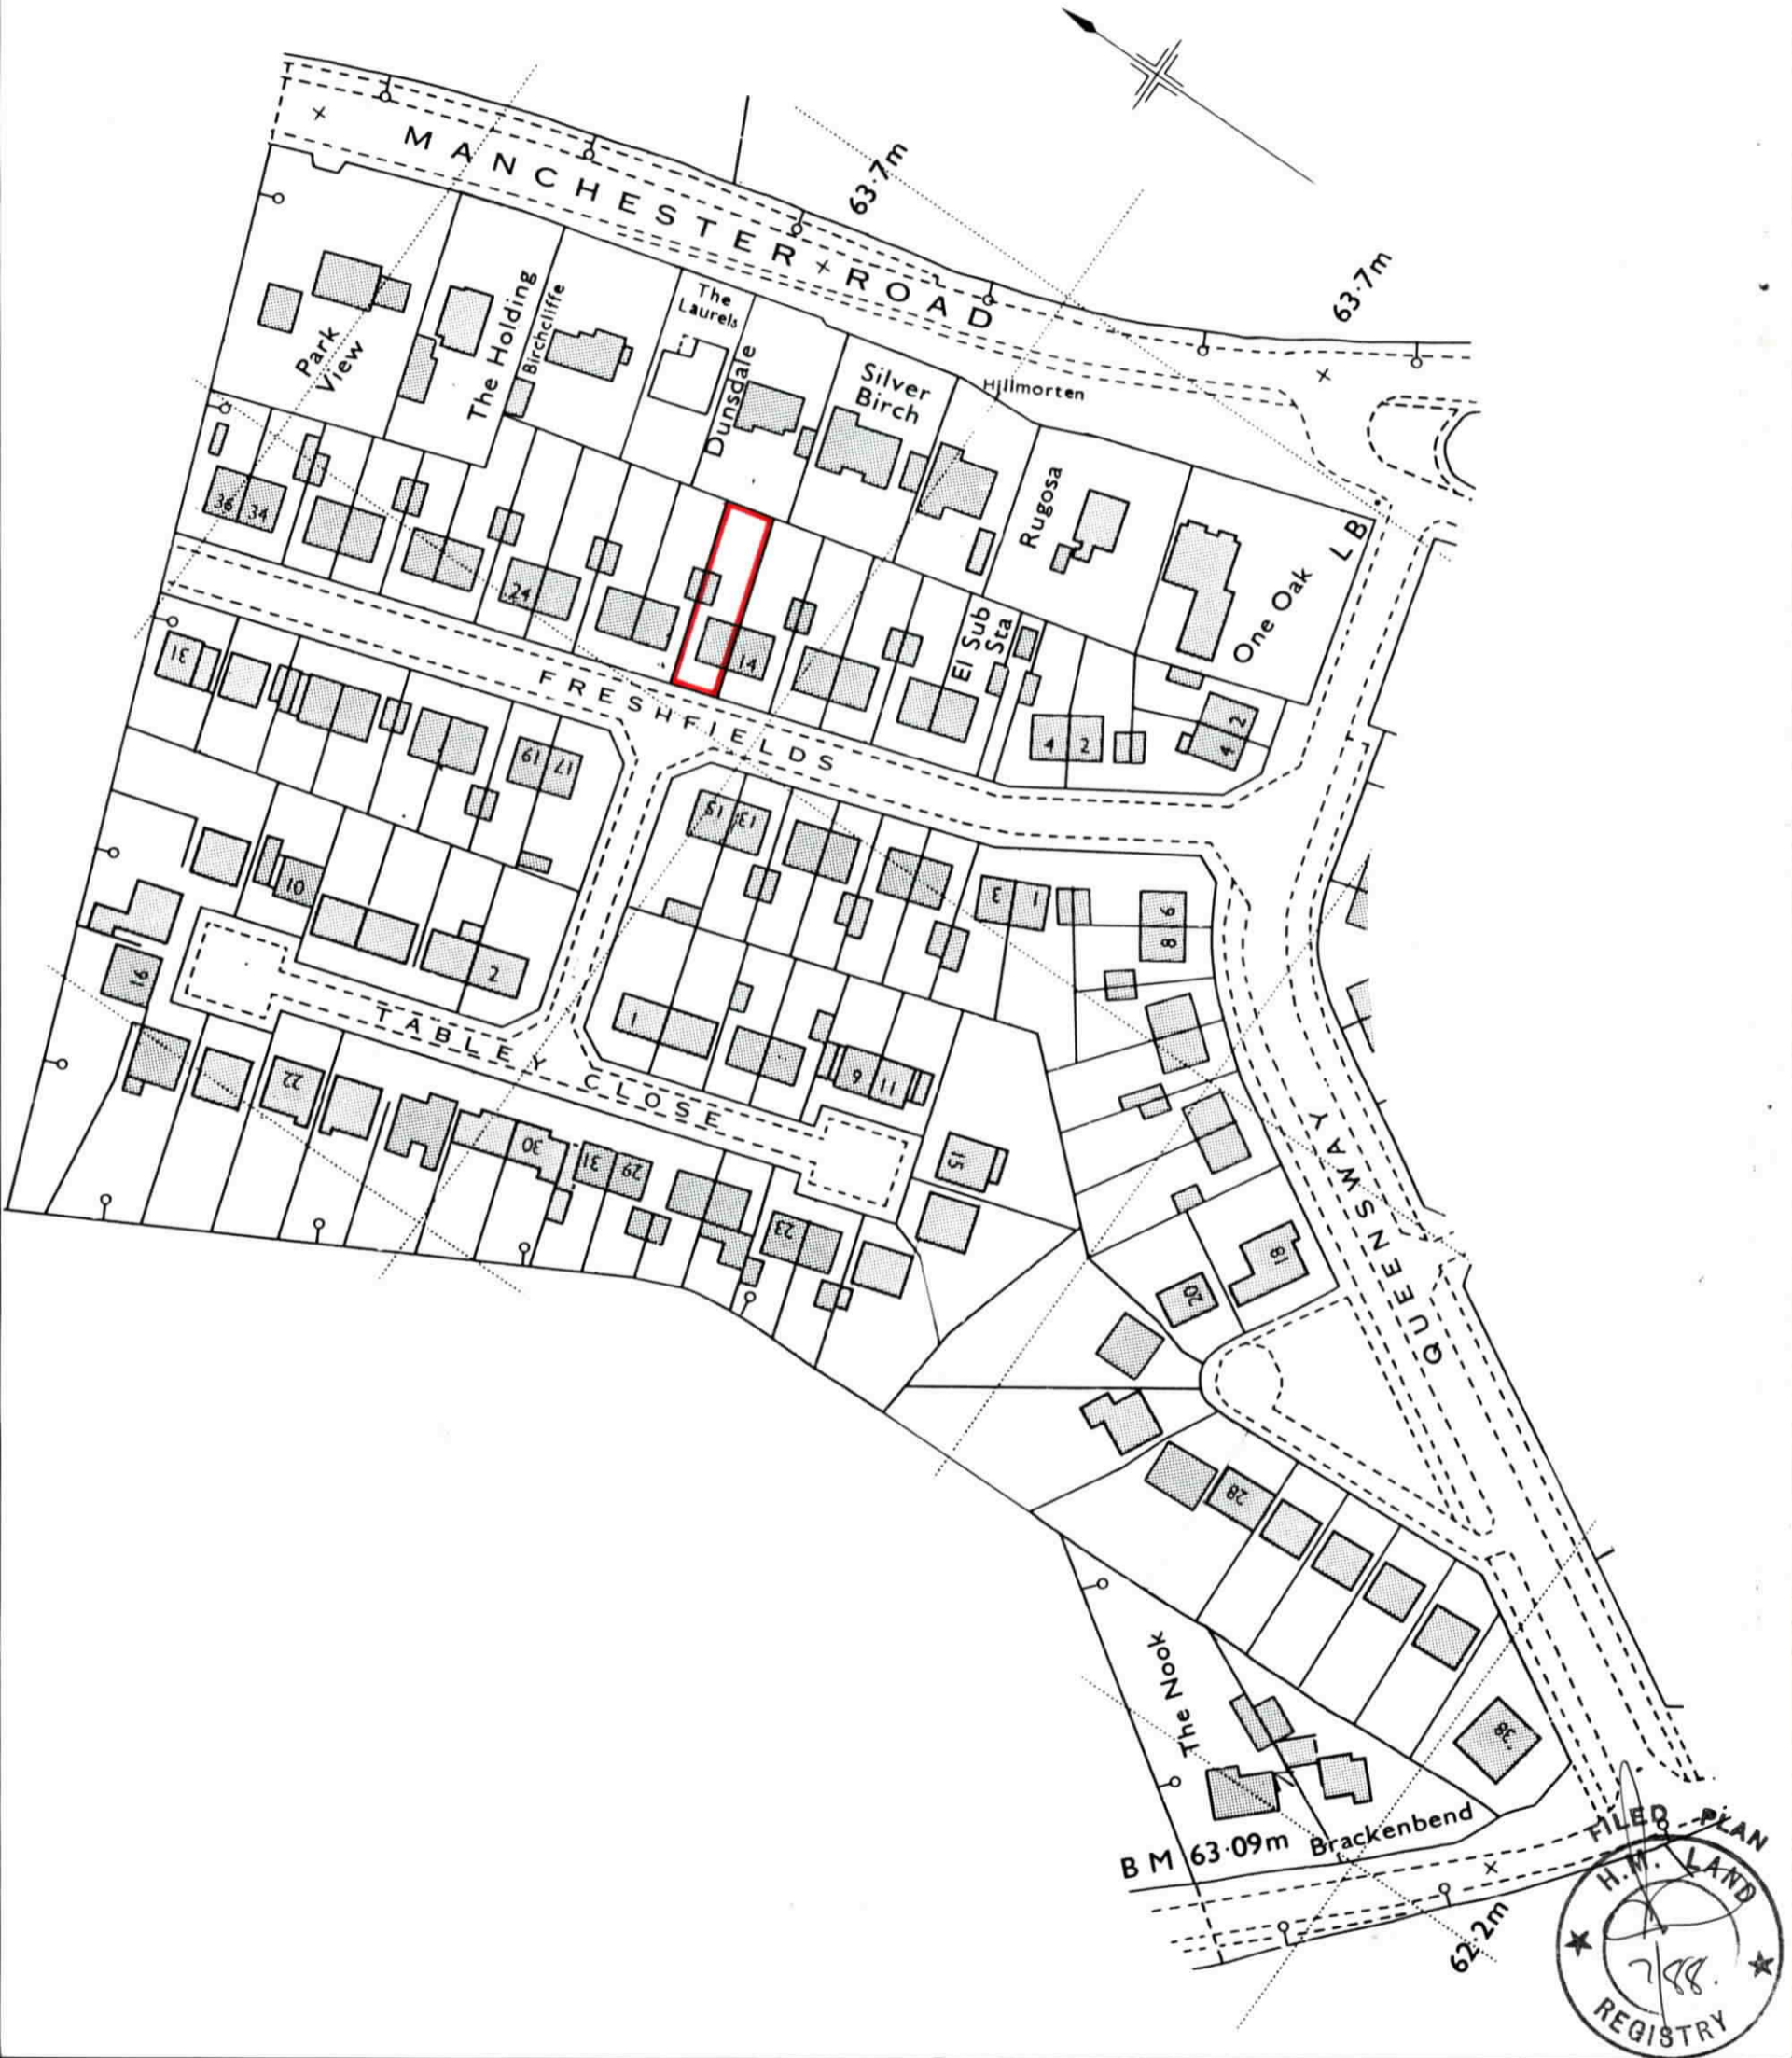 MANCHESTER ROAD
63·7m
63·7m
Park
View
The Holding
Birchcliffe
The
Laurels
Dunsdale
Silver
Birch
Hillmorten
Rugosa
One Oak
L B
El Sub
Sta
36
34
24
14
4
2
2
4
FRESHFIELDS
31
19
17
15
13
3
1
6
8
10
2
16
TABLEY CLOSE
1
9
11
15
22
30
31
29
23
QUEENSWAY
18
20
28
38
The Nook
Brackenbend
B M 63·09m
62·2m
FILED PLAN
H.M. LAND
REGISTRY
7/88.